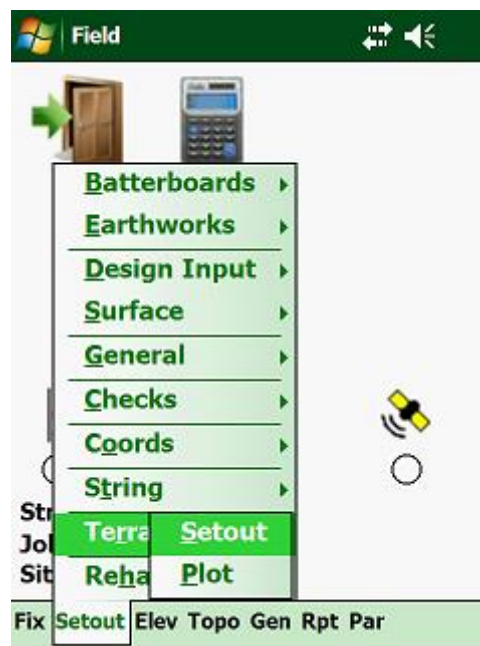 Field
Batterboards
Earthworks
Design Input
Surface
General
Checks
Coords
String
Terra Setout
Reha Plot
Str
Jol
Sit
Fix Setout Elev Topo Gen Rpt Par